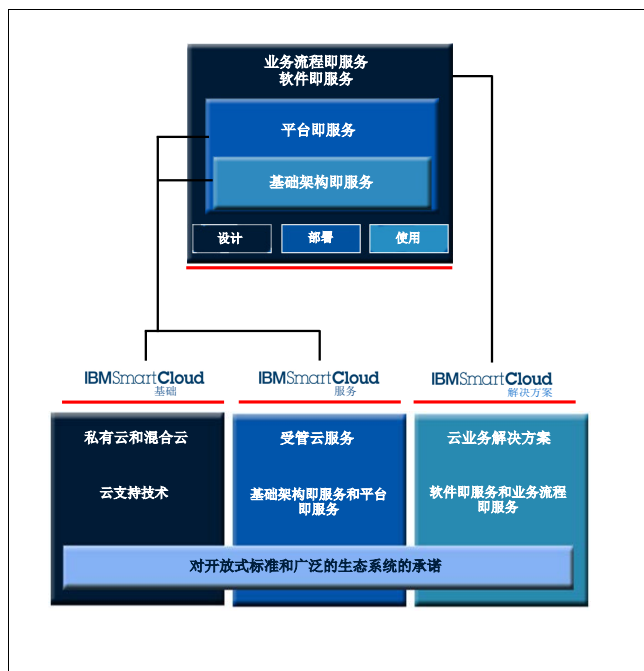 业务流程即服务
软件即服务
平台即服务
基础架构即服务
设计
部署
使用
IBMSmartCloud
基础
IBMSmartCloud
服务
IBMSmartCloud
解决方案
私有云和混合云
云支持技术
受管云服务
基础架构即服务和平台
即服务
云业务解决方案
软件即服务和业务流程
即服务
对开放式标准和广泛的生态系统的承诺